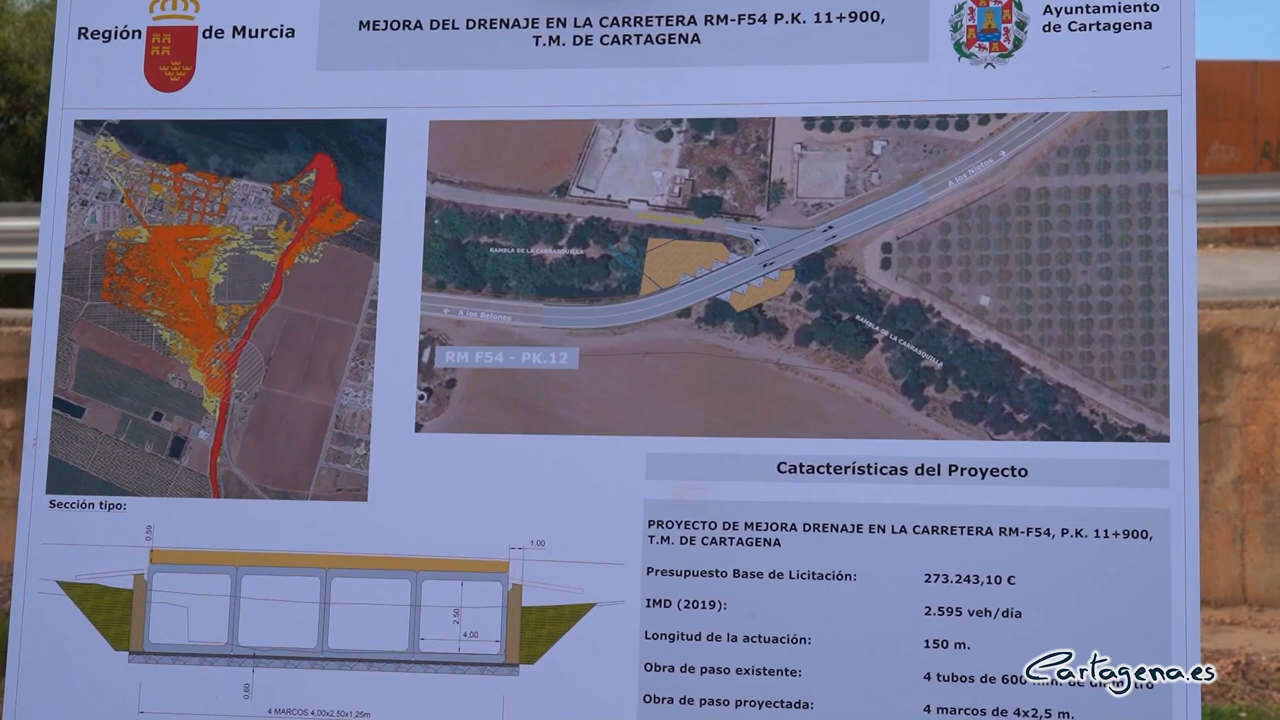 Región de Murcia
MEJORA DEL DRENAJE EN LA CARRETERA RM-F54 P.K. 11+900,
T.M. DE CARTAGENA
Ayuntamiento
de Cartagena
A los Nietos
RAMBLA DE LA CARRASQUILLA
A los Belones
RAMBLA DE LA CARRASQUILLA
RM F54 - PK.12
Sección tipo:
0,59
1,00
2,50
4,00
0,60
4 MARCOS 4,00x2,50x1,25m
Catacterísticas del Proyecto
PROYECTO DE MEJORA DRENAJE EN LA CARRETERA RM-F54, P.K. 11+900,
T.M. DE CARTAGENA
Presupuesto Base de Licitación: 273.243,10 €
IMD (2019): 2.595 veh/día
Longitud de la actuación: 150 m.
Obra de paso existente: 4 tubos de 600 mm. de diámetro
Obra de paso proyectada: 4 marcos de 4x2,5 m.
Cartagena.es